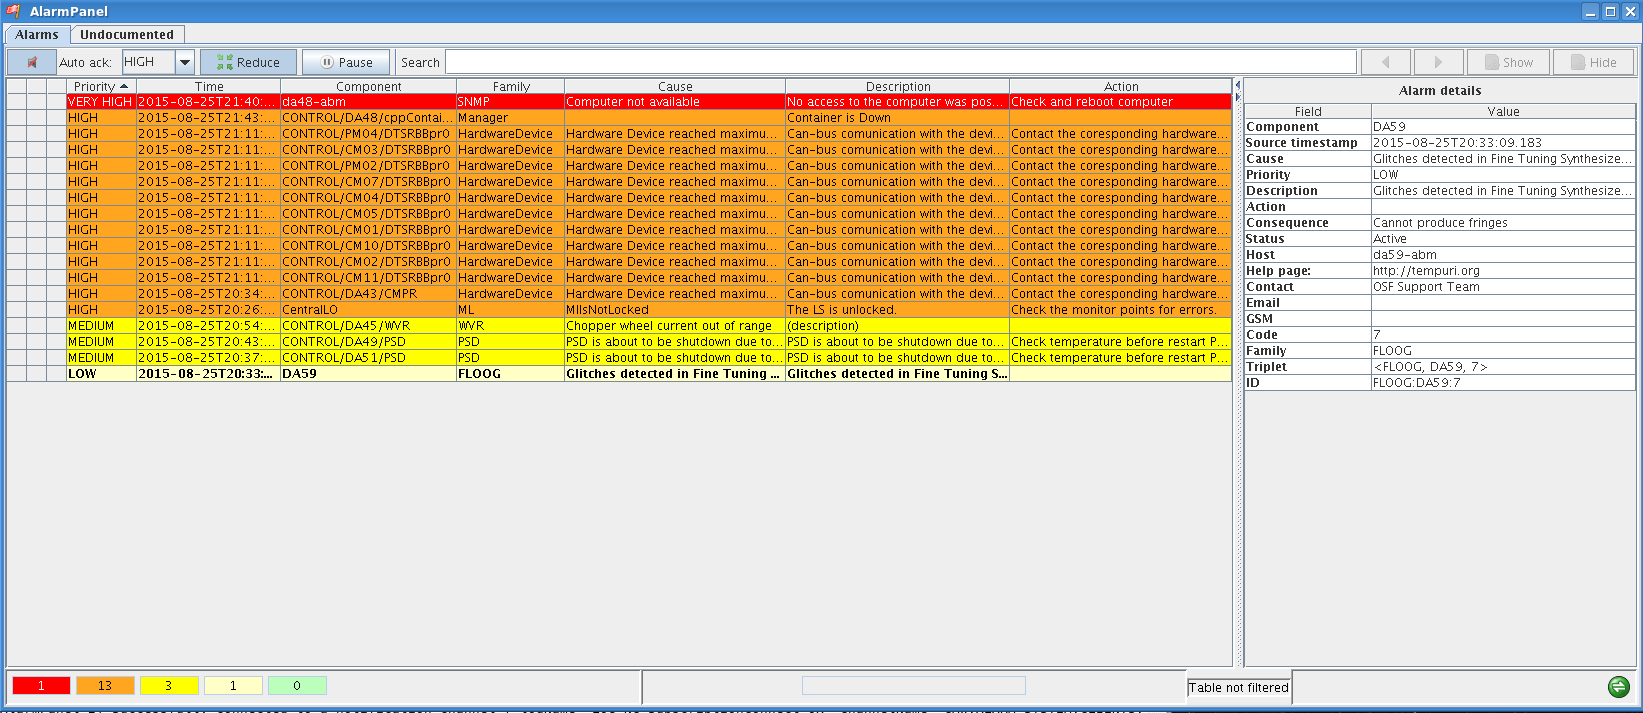 AlarmPanel
Alarms Undocumented
Auto ack: HIGH Reduce Pause Search Show Hide
Priority Time Component Family Cause Description Action
VERY HIGH 2015-08-25T21:40:... da48-abm SNMP Computer not available No access to the computer was pos... Check and reboot computer
HIGH 2015-08-25T21:43:... CONTROL/DA48/cppContai... Manager Container is Down
HIGH 2015-08-25T21:11:... CONTROL/PM04/DTSRBBpr0 HardwareDevice Hardware Device reached maximu... Can-bus comunication with the devi... Contact the coresponding hardware...
HIGH 2015-08-25T21:11:... CONTROL/CM03/DTSRBBpr0 HardwareDevice Hardware Device reached maximu... Can-bus comunication with the devi... Contact the coresponding hardware...
HIGH 2015-08-25T21:11:... CONTROL/PM02/DTSRBBpr0 HardwareDevice Hardware Device reached maximu... Can-bus comunication with the devi... Contact the coresponding hardware...
HIGH 2015-08-25T21:11:... CONTROL/CM07/DTSRBBpr0 HardwareDevice Hardware Device reached maximu... Can-bus comunication with the devi... Contact the coresponding hardware...
HIGH 2015-08-25T21:11:... CONTROL/CM04/DTSRBBpr0 HardwareDevice Hardware Device reached maximu... Can-bus comunication with the devi... Contact the coresponding hardware...
HIGH 2015-08-25T21:11:... CONTROL/CM05/DTSRBBpr0 HardwareDevice Hardware Device reached maximu... Can-bus comunication with the devi... Contact the coresponding hardware...
HIGH 2015-08-25T21:11:... CONTROL/CM01/DTSRBBpr0 HardwareDevice Hardware Device reached maximu... Can-bus comunication with the devi... Contact the coresponding hardware...
HIGH 2015-08-25T21:11:... CONTROL/CM10/DTSRBBpr0 HardwareDevice Hardware Device reached maximu... Can-bus comunication with the devi... Contact the coresponding hardware...
HIGH 2015-08-25T21:11:... CONTROL/CM02/DTSRBBpr0 HardwareDevice Hardware Device reached maximu... Can-bus comunication with the devi... Contact the coresponding hardware...
HIGH 2015-08-25T21:11:... CONTROL/CM11/DTSRBBpr0 HardwareDevice Hardware Device reached maximu... Can-bus comunication with the devi... Contact the coresponding hardware...
HIGH 2015-08-25T20:34:... CONTROL/DA43/CMPR HardwareDevice Hardware Device reached maximu... Can-bus comunication with the devi... Contact the coresponding hardware...
HIGH 2015-08-25T20:26:... CentralLO ML MllsNotLocked The LS is unlocked. Check the monitor points for errors.
MEDIUM 2015-08-25T20:54:... CONTROL/DA45/WVR WVR Chopper wheel current out of range (description)
MEDIUM 2015-08-25T20:43:... CONTROL/DA49/PSD PSD PSD is about to be shutdown due to... PSD is about to be shutdown due to... Check temperature before restart P...
MEDIUM 2015-08-25T20:37:... CONTROL/DA51/PSD PSD PSD is about to be shutdown due to... PSD is about to be shutdown due to... Check temperature before restart P...
LOW 2015-08-25T20:33:... DA59 FLOOG Glitches detected in Fine Tuning ... Glitches detected in Fine Tuning S...
Alarm details
Field Value
Component DA59
Source timestamp 2015-08-25T20:33:09.183
Cause Glitches detected in Fine Tuning Synthesize...
Priority LOW
Description Glitches detected in Fine Tuning Synthesize...
Action
Consequence Cannot produce fringes
Status Active
Host da59-abm
Help page: http://tempuri.org
Contact OSF Support Team
Email
GSM
Code 7
Family FLOOG
Triplet <FLOOG, DA59, 7>
ID FLOOG:DA59:7
1 13 3 1 0
Table not filtered